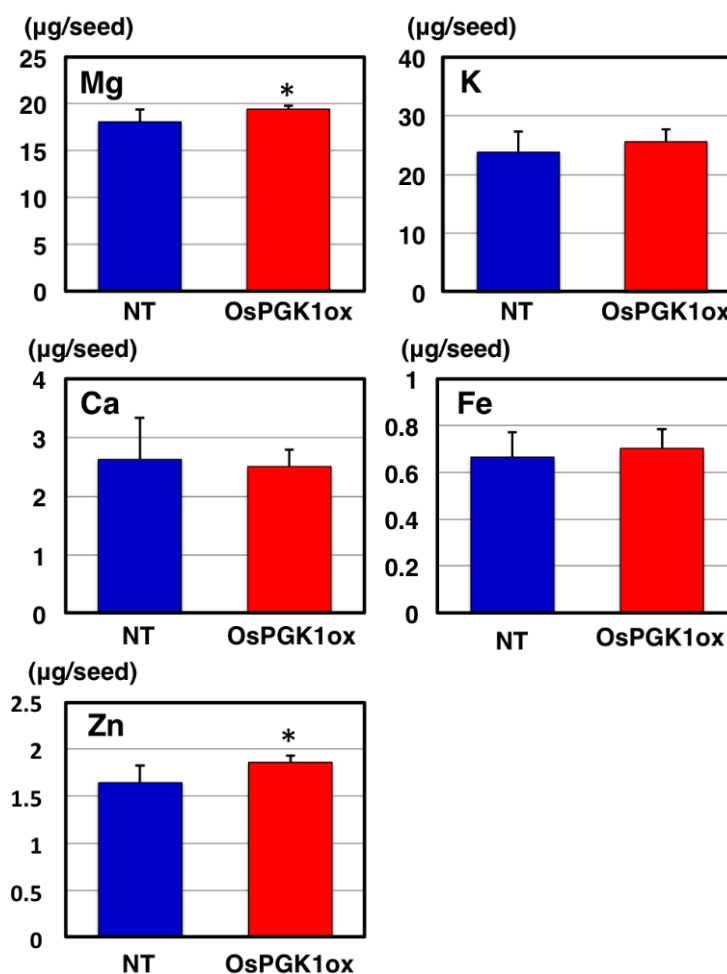 (µg/seed)
25
20
15
10
5
0
Mg
*
NT OsPGK1ox
(µg/seed)
40
30
20
10
0
K
NT OsPGK1ox
(µg/seed)
4
3
2
1
0
Ca
NT OsPGK1ox
(µg/seed)
1
0.8
0.6
0.4
0.2
0
Fe
NT OsPGK1ox
(µg/seed)
2.5
2
1.5
1
0.5
0
Zn
*
NT OsPGK1ox